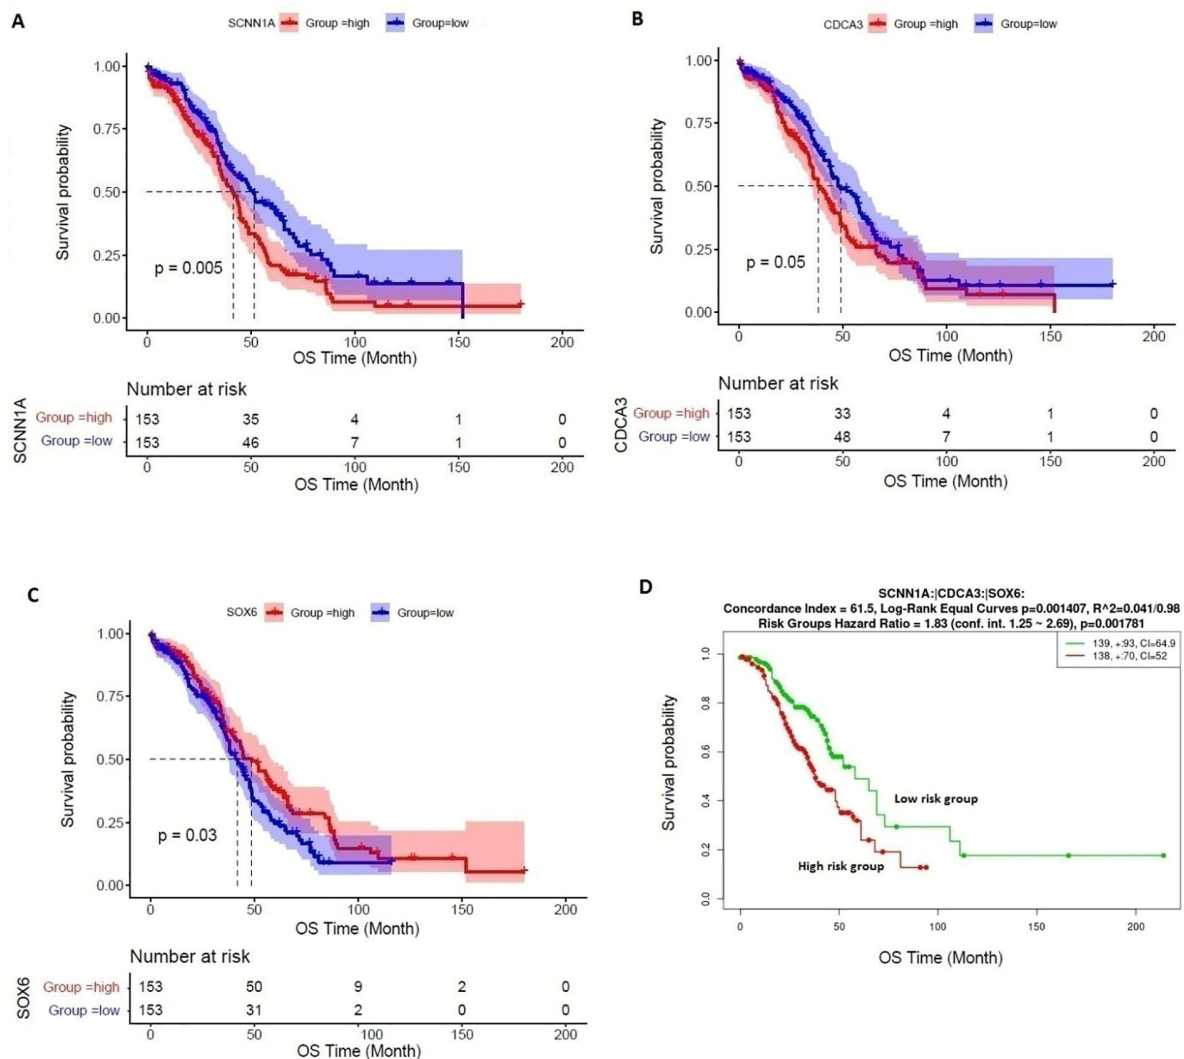 A
SCNN1A Group =high Group=low
Survival probability
1.00
0.75
0.50
0.25
0.00
p = 0.005
0 50 100 150 200
OS Time (Month)
Number at risk
SCNN1A
Group =high 153 35 4 1 0
Group =low 153 46 7 1 0
0 50 100 150 200
OS Time (Month)
B
CDCA3 Group =high Group=low
Survival probability
1.00
0.75
0.50
0.25
0.00
p = 0.05
0 50 100 150 200
OS Time (Month)
Number at risk
CDCA3
Group =high 153 33 4 1 0
Group =low 153 48 7 1 0
0 50 100 150 200
OS Time (Month)
C
SOX6 Group =high Group=low
Survival probability
1.00
0.75
0.50
0.25
0.00
p = 0.03
0 50 100 150 200
OS Time (Month)
Number at risk
SOX6
Group =high 153 50 9 2 0
Group =low 153 31 2 0 0
0 50 100 150 200
OS Time (Month)
D
SCNN1A:|CDCA3:|SOX6:
Concordance Index = 61.5, Log-Rank Equal Curves p=0.001407, R^2=0.041/0.98
Risk Groups Hazard Ratio = 1.83 (conf. int. 1.25 ~ 2.69), p=0.001781
139, +:93, CI=64.9
138, +:70, CI=52
Survival probability
1.0
0.8
0.6
0.4
0.2
0.0
Low risk group
High risk group
0 50 100 150 200
OS Time (Month)